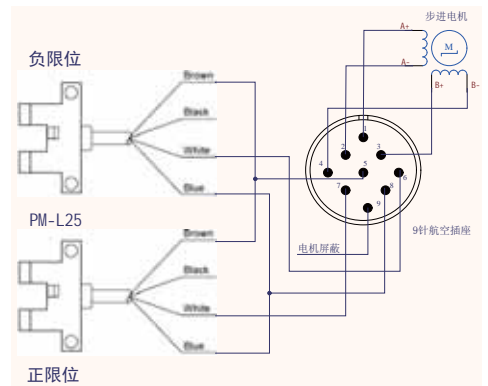 步进电机
A+
M
A-
B+
B-
负限位
Brown
Black
White
Blue
1
2
3
4
5
6
7
8
9
9针航空插座
电机屏蔽
PM-L25
Brown
Black
White
Blue
正限位